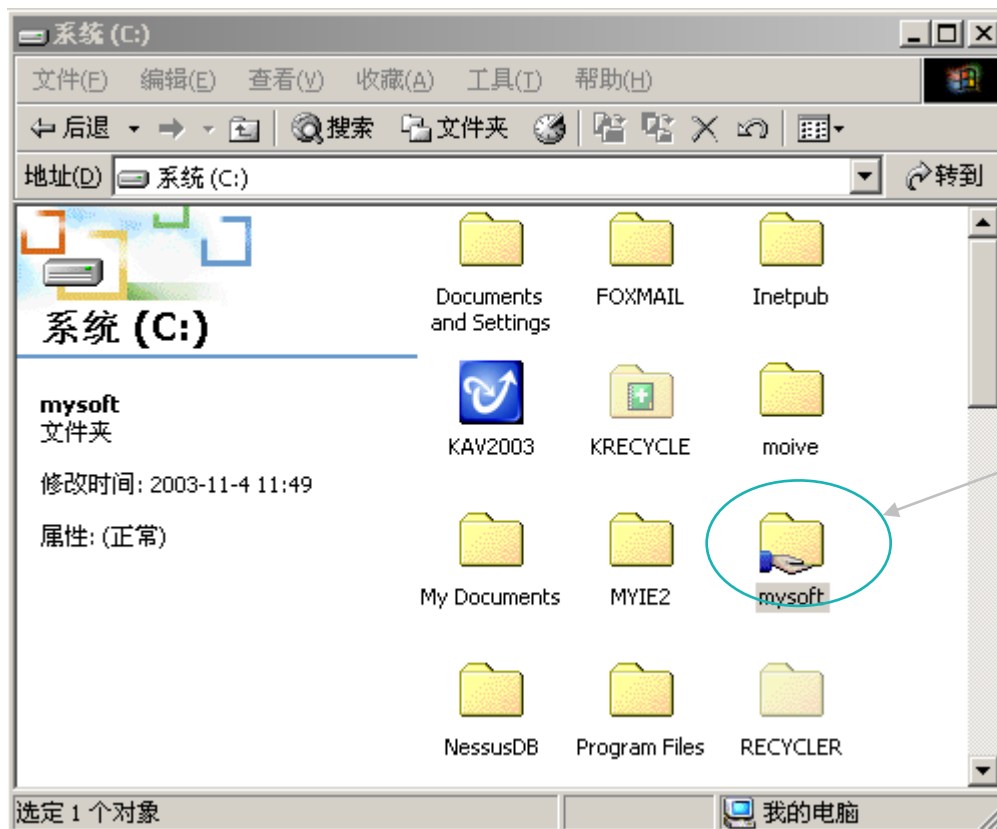 系统 (C:)
文件(F) 编辑(E) 查看(V) 收藏(A) 工具(T) 帮助(H)
后退 搜索 文件夹
地址(D) 系统 (C:) 转到
系统 (C:)
mysoft
文件夹
修改时间: 2003-11-4 11:49
属性: (正常)
Documents
and Settings
FOXMAIL
Inetpub
KAV2003
KRECYCLE
moive
My Documents
MYIE2
mysoft
NessusDB
Program Files
RECYCLER
选定 1 个对象 我的电脑